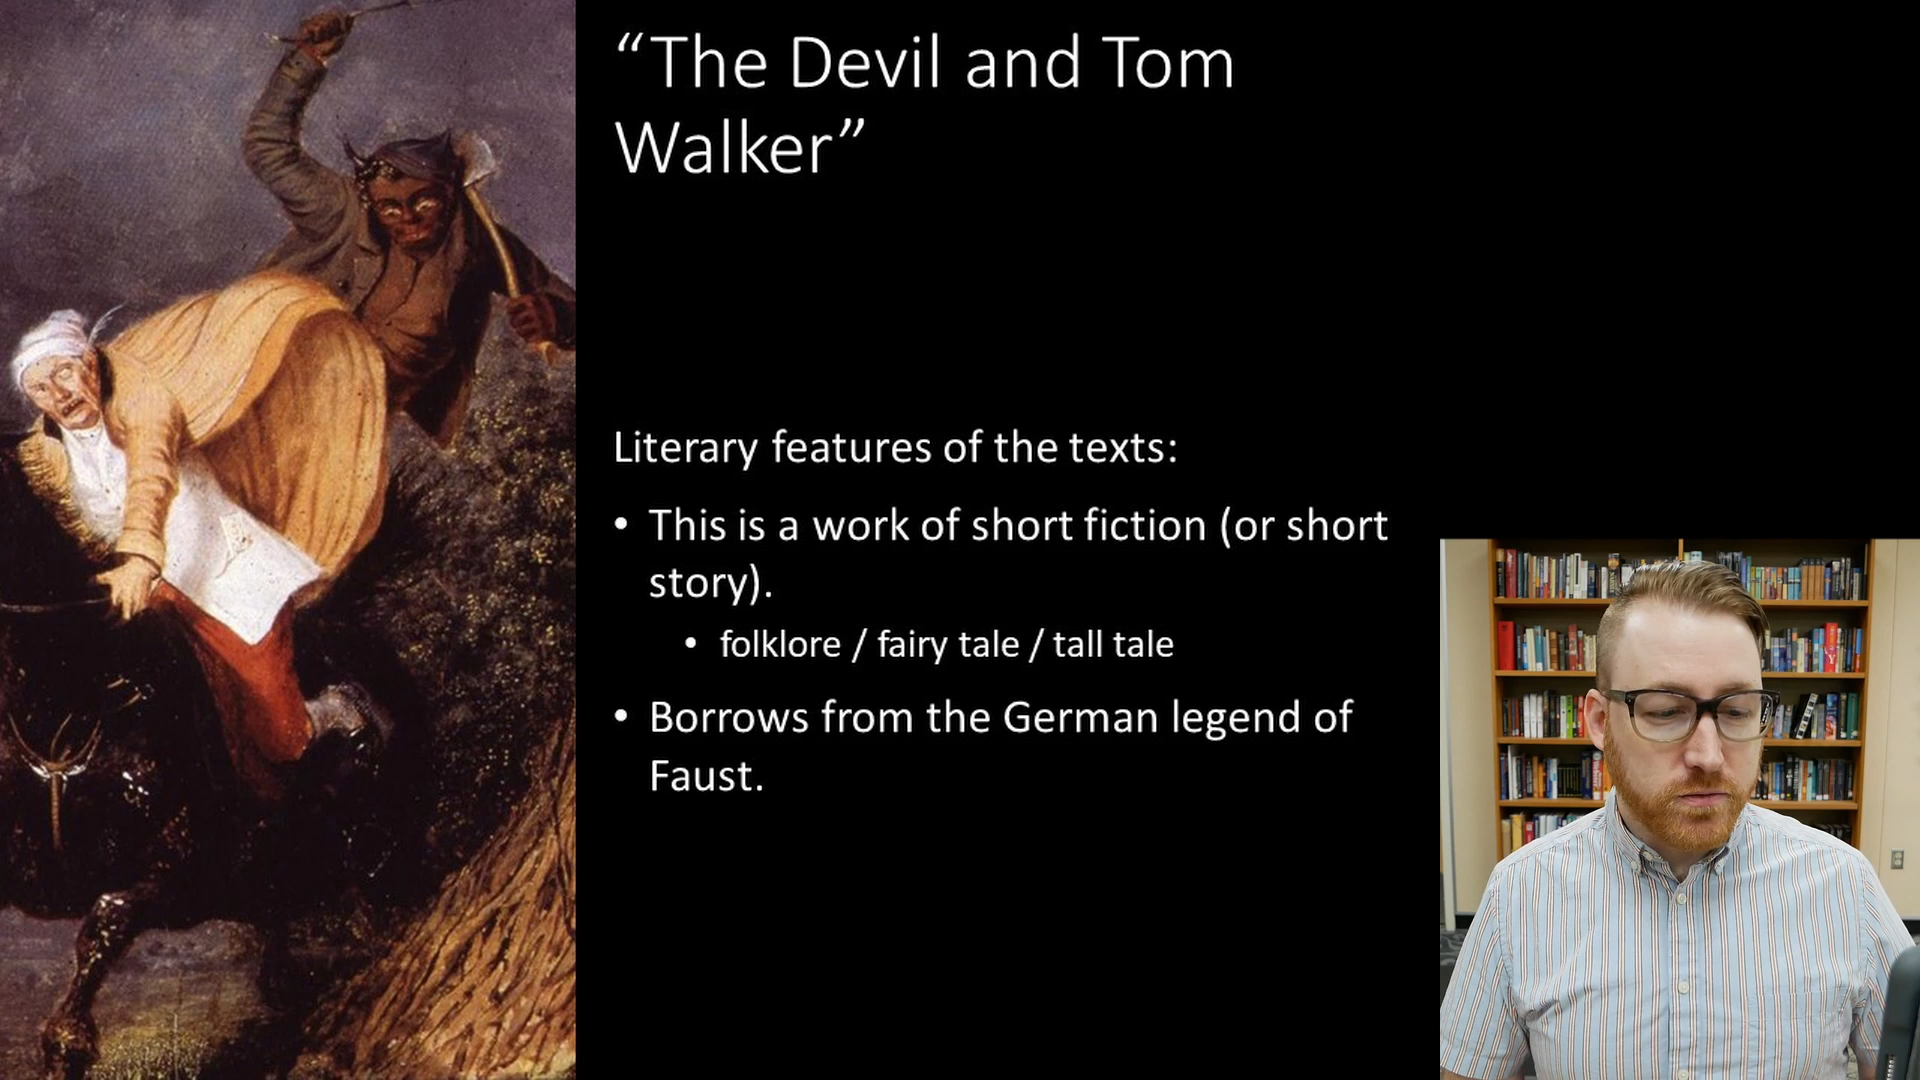 “The Devil and Tom
Walker”
Literary features of the texts:
• This is a work of short fiction (or short
story).
• folklore / fairy tale / tall tale
• Borrows from the German legend of
Faust.